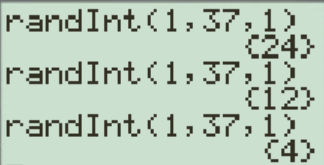 randInt(1,37,1)
{24}
randInt(1,37,1)
{12}
randInt(1,37,1)
{4}